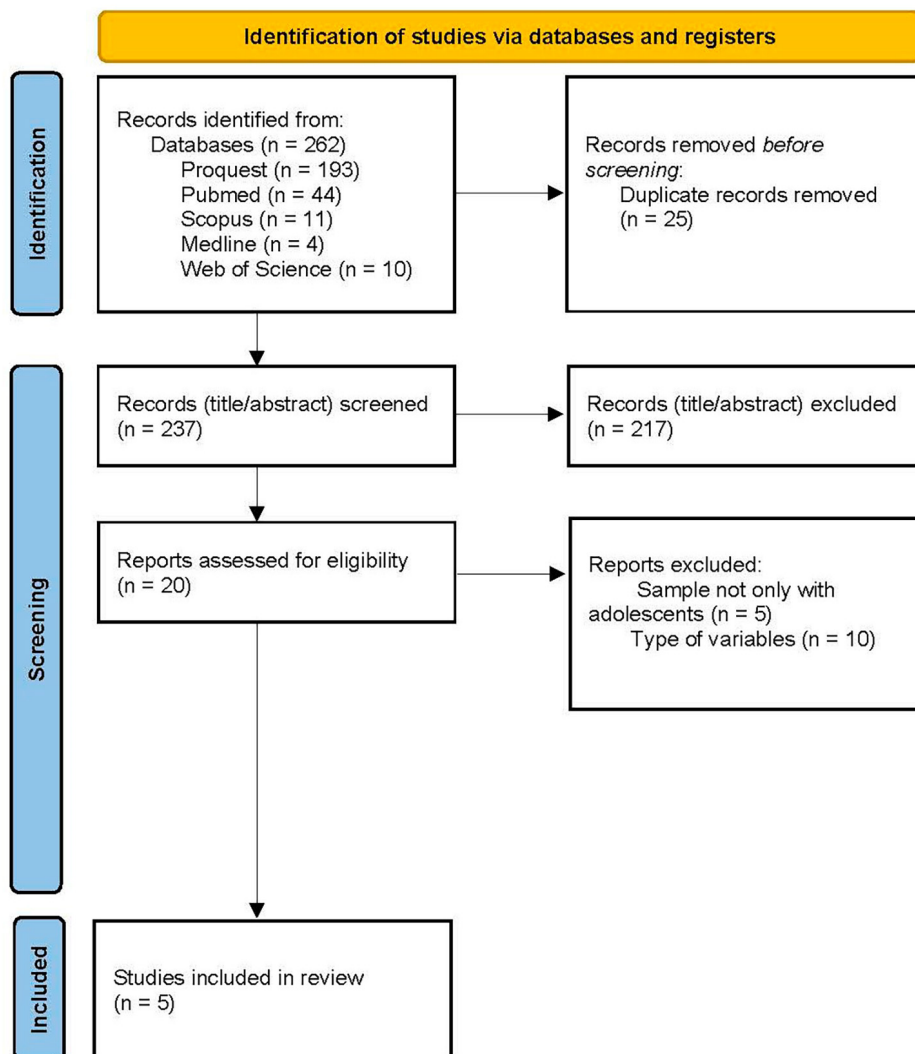 Identification of studies via databases and registers
Identification
Records identified from:
Databases (n = 262)
Proquest (n = 193)
Pubmed (n = 44)
Scopus (n = 11)
Medline (n = 4)
Web of Science (n = 10)
Records removed before
screening:
Duplicate records removed
(n = 25)
Screening
Records (title/abstract) screened
(n = 237)
Records (title/abstract) excluded
(n = 217)
Reports assessed for eligibility
(n = 20)
Reports excluded:
Sample not only with
adolescents (n = 5)
Type of variables (n = 10)
Included
Studies included in review
(n = 5)